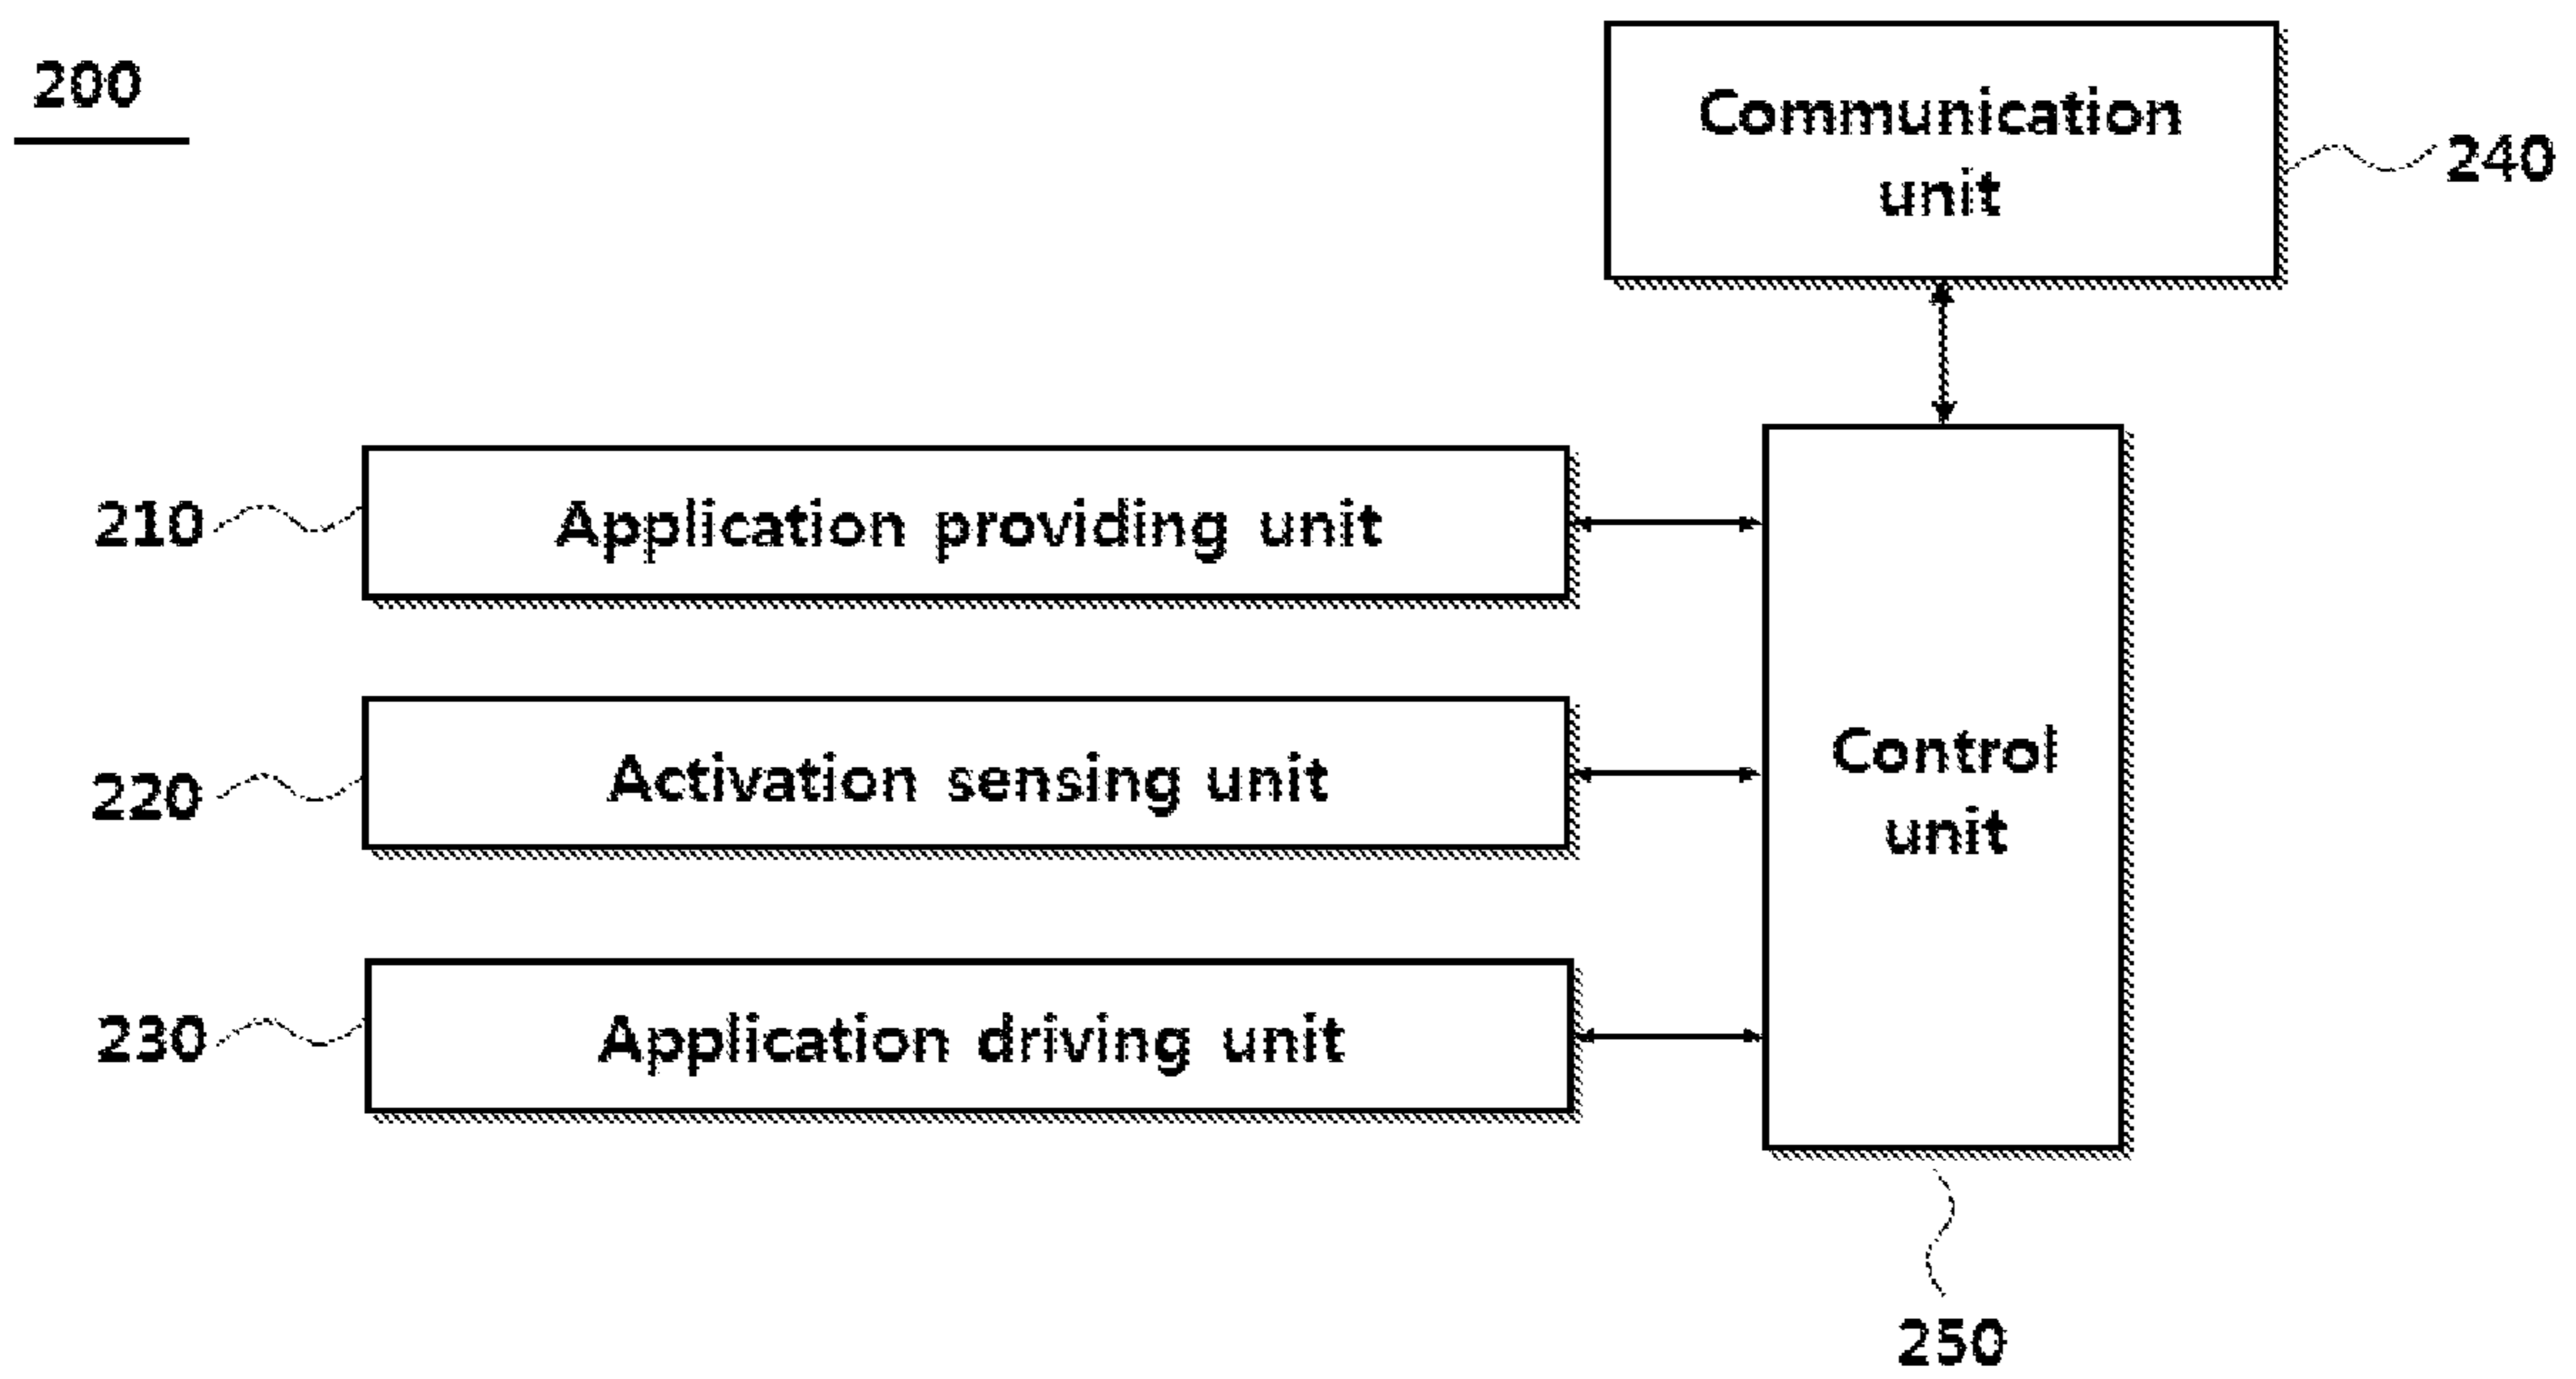 200
Communication
unit
240
210
Application providing unit
220
Activation sensing unit
Control
unit
230
Application driving unit
250